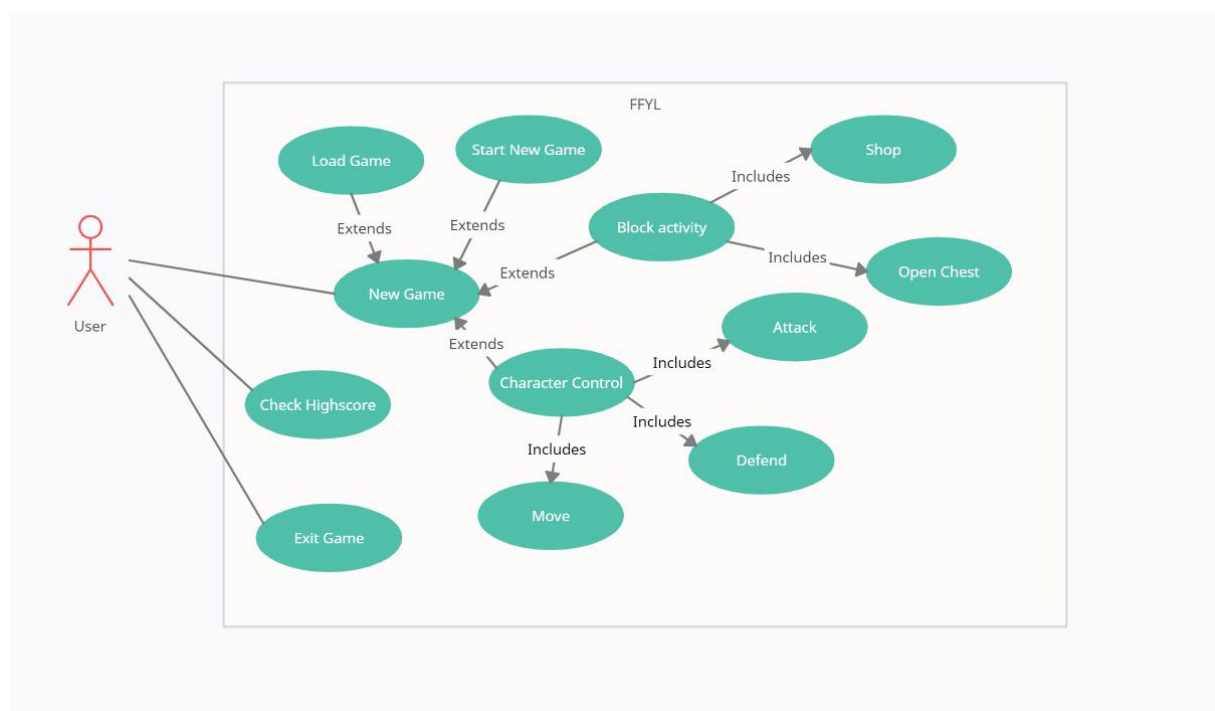 FFYL
Load Game
Start New Game
Shop
Includes
Block activity
Extends
Extends
Includes
Open Chest
Extends
New Game
User
Attack
Extends
Includes
Character Control
Check Highscore
Includes
Includes
Defend
Move
Exit Game